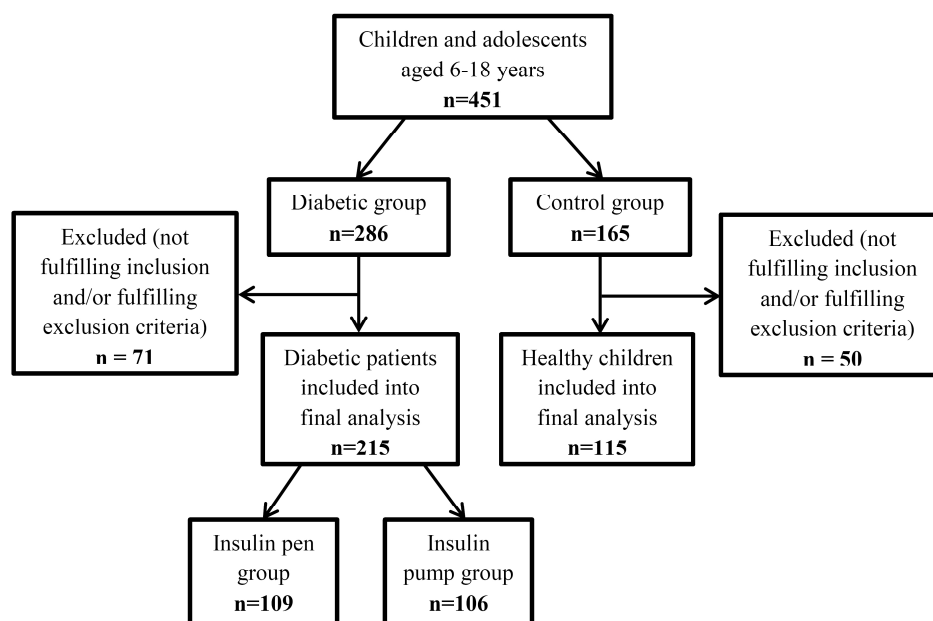 Children and adolescents
aged 6-18 years
n=451
Diabetic group
n=286
Control group
n=165
Excluded (not
fulfilling inclusion
and/or fulfilling
exclusion criteria)
n = 71
Excluded (not
fulfilling inclusion
and/or fulfilling
exclusion criteria)
n = 50
Diabetic patients
included into
final analysis
n=215
Healthy children
included into
final analysis
n=115
Insulin pen
group
n=109
Insulin
pump group
n=106